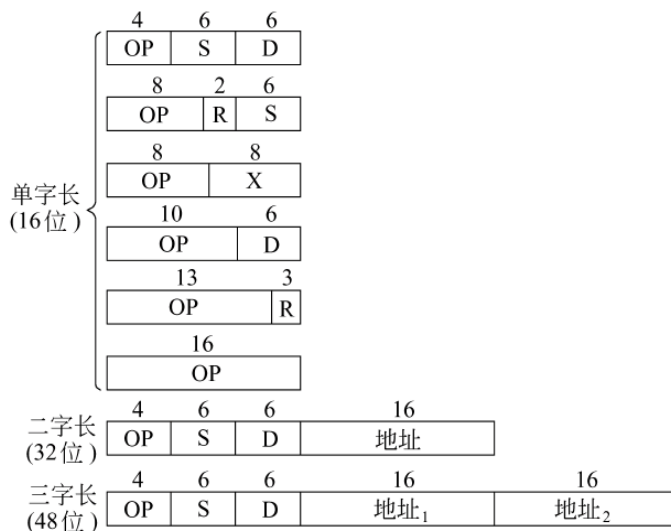 4 6 6
OP S D
8 2 6
OP R S
8 8
OP X
单字长
(16位)
10 6
OP D
13 3
OP R
16
OP
4 6 6 16
二字长
(32位)
OP S D 地址
4 6 6 16 16
三字长
(48位)
OP S D 地址₁ 地址₂